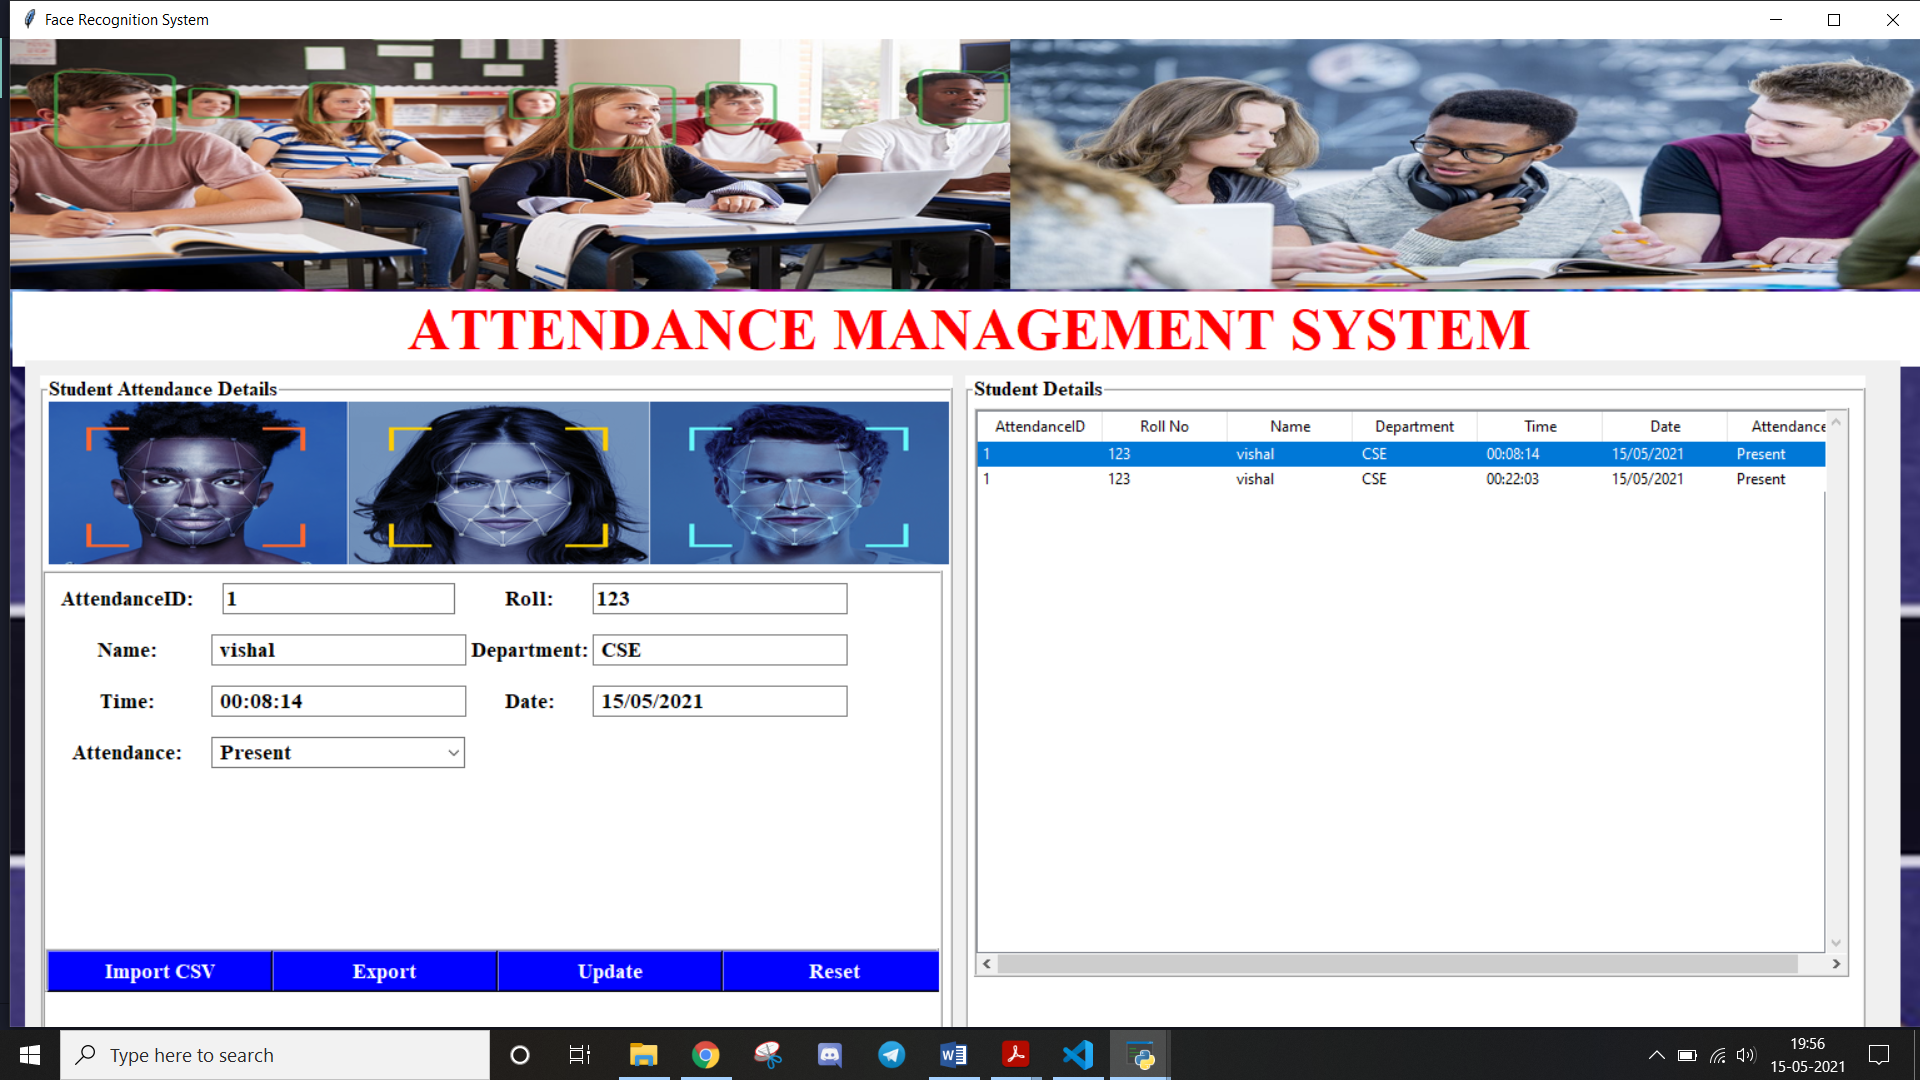 Face Recognition System
ATTENDANCE MANAGEMENT SYSTEM
Student Attendance Details
AttendanceID: 1 Roll: 123
Name: vishal Department: CSE
Time: 00:08:14 Date: 15/05/2021
Attendance: Present
Import CSV Export Update Reset
Student Details
AttendanceID Roll No Name Department Time Date Attendance
1 123 vishal CSE 00:08:14 15/05/2021 Present
1 123 vishal CSE 00:22:03 15/05/2021 Present
Type here to search
19:56
15-05-2021